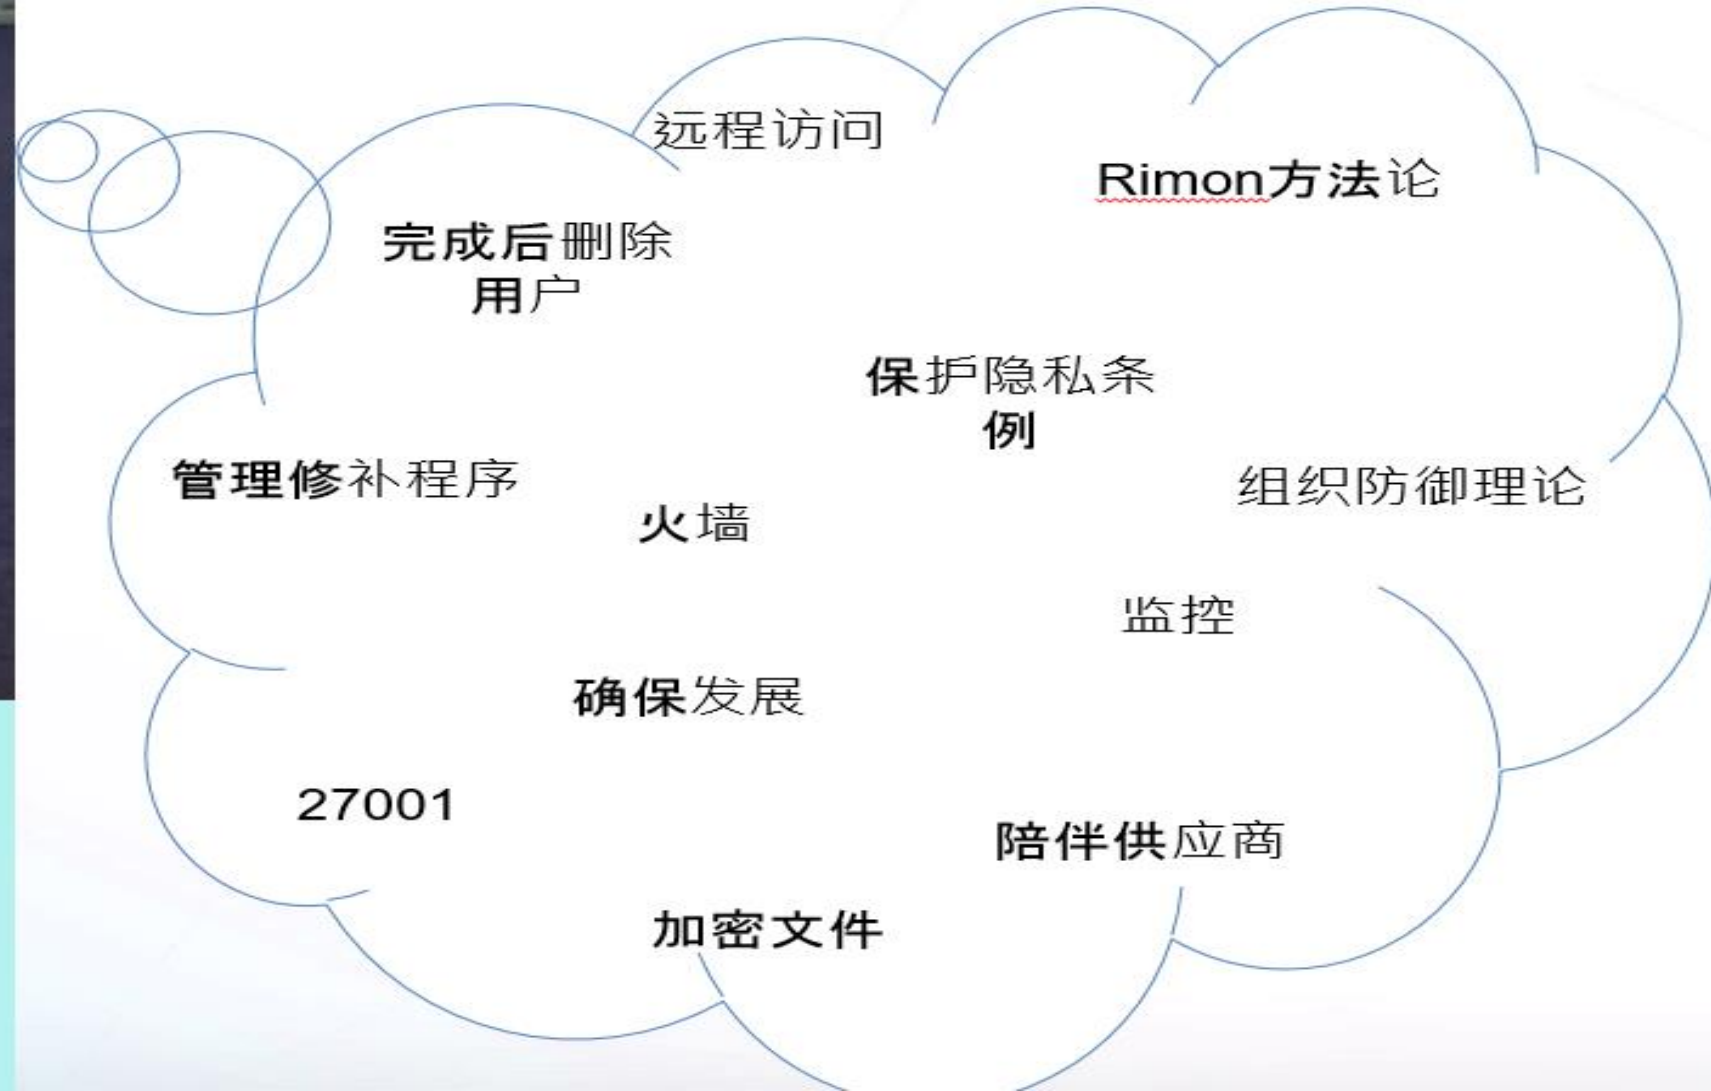 远程访问
Rimon方法论
完成后删除
用户
保护隐私条
例
管理修补程序
组织防御理论
火墙
监控
确保发展
27001
陪伴供应商
加密文件